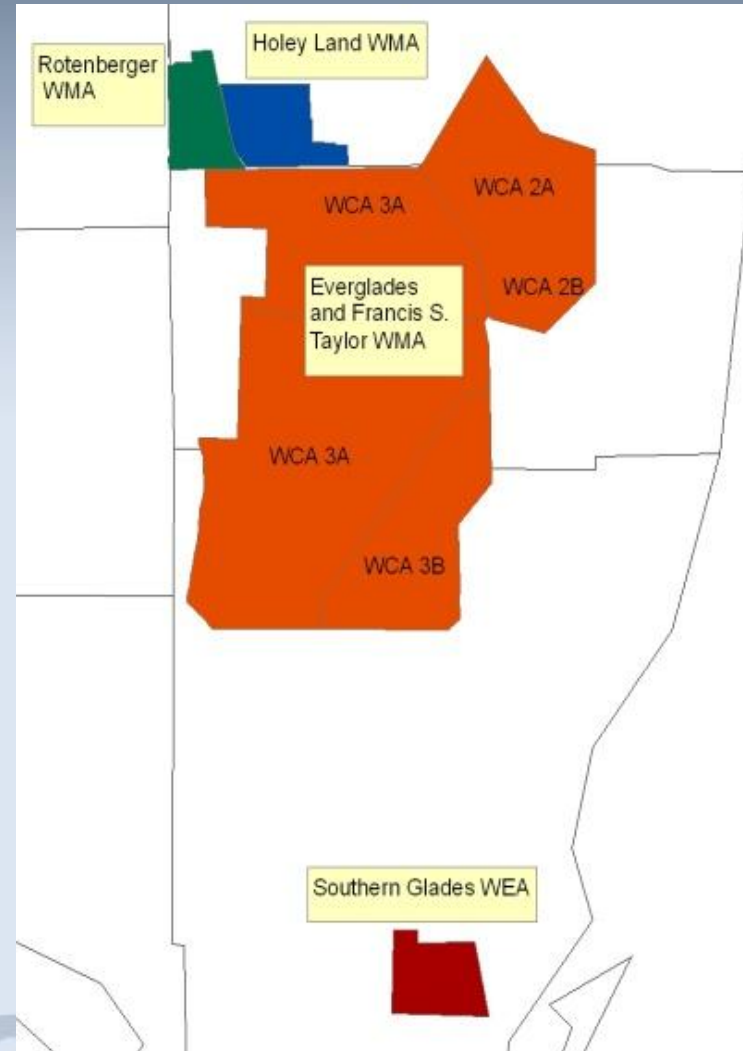 Holey Land WMA
Rotenberger
WMA
WCA 2A
WCA 3A
Everglades
and Francis S.
Taylor WMA
WCA 2B
WCA 3A
WCA 3B
Southern Glades WEA